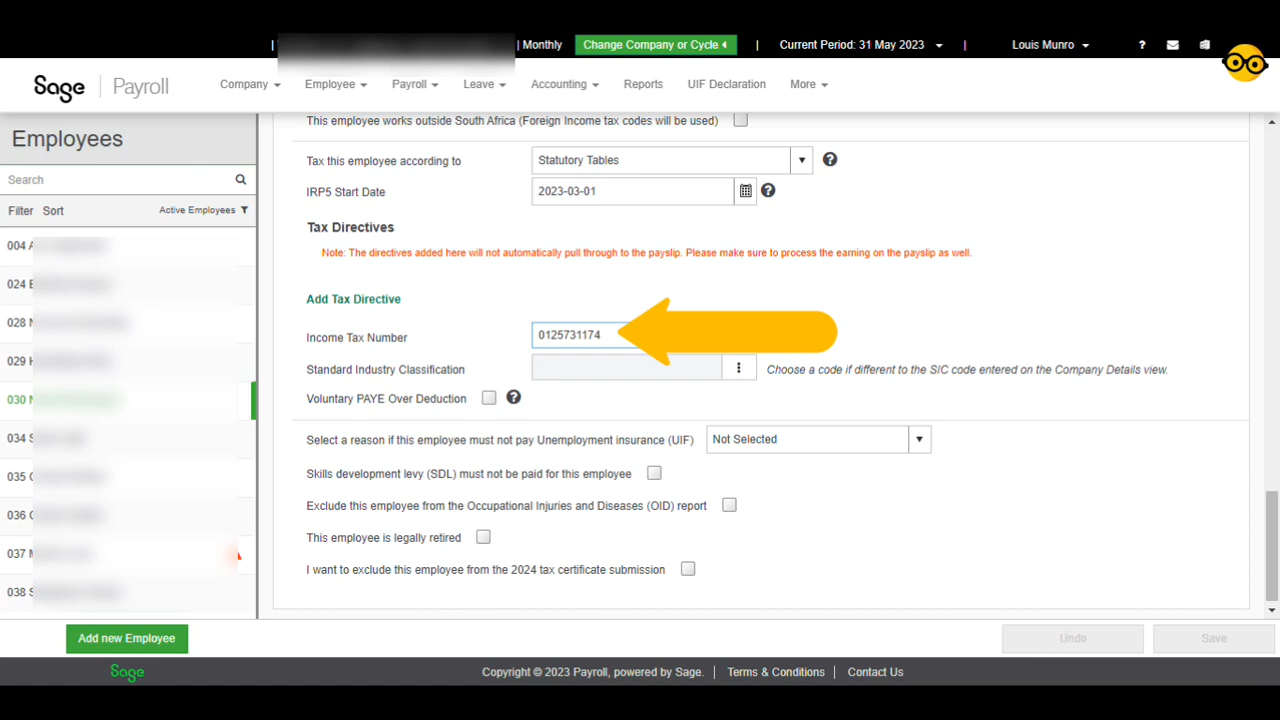 | Monthly Change Company or Cycle | Current Period: 31 May 2023 | Louis Munro ?
Sage Payroll Company Employee Payroll Leave Accounting Reports UIF Declaration More
Employees
Search
Filter Sort Active Employees
004 A
024 E
028 N
029 H
030 N
034 S
035 C
036 C
037 M
038 S
Add new Employee
This employee works outside South Africa (Foreign Income tax codes will be used)
Tax this employee according to Statutory Tables ?
IRP5 Start Date 2023-03-01 ?
Tax Directives
Note: The directives added here will not automatically pull through to the payslip. Please make sure to process the earning on the payslip as well.
Add Tax Directive
Income Tax Number 0125731174
Standard Industry Classification Choose a code if different to the SIC code entered on the Company Details view.
Voluntary PAYE Over Deduction ?
Select a reason if this employee must not pay Unemployment insurance (UIF) Not Selected
Skills development levy (SDL) must not be paid for this employee
Exclude this employee from the Occupational Injuries and Diseases (OID) report
This employee is legally retired
I want to exclude this employee from the 2024 tax certificate submission
Undo Save
Sage Copyright © 2023 Payroll, powered by Sage. | Terms & Conditions | Contact Us